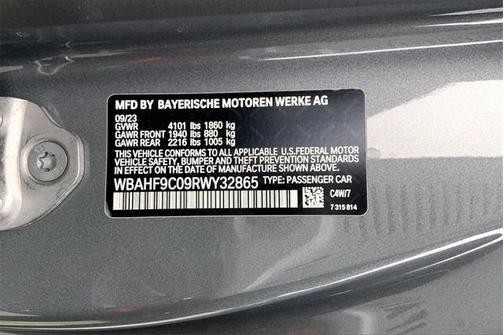 MFD BY BAYERISCHE MOTOREN WERKE AG
09/23
GVWR 4101 lbs 1860 kg
GAWR FRONT 1940 lbs 880 kg
GAWR REAR 2216 lbs 1005 kg
THIS VEHICLE CONFORMS TO ALL APPLICABLE U.S.FEDERAL MOTOR
VEHICLE SAFETY, BUMPER AND THEFT PREVENTION STANDARDS
IN EFFECT ON THE DATE OF MANUFACTURE SHOWN ABOVE.
WBAHF9C09RWY32865 TYPE: PASSENGER CAR
C4W/7
7 315 814